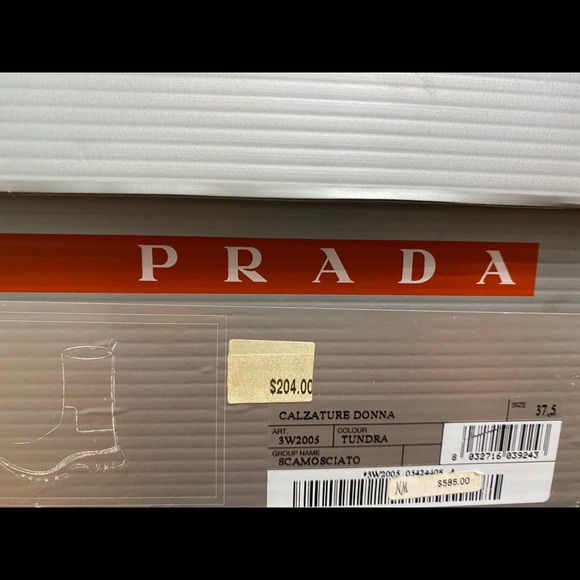 PRADA
$204.00
CALZATURE DONNA
SIZE 37,5
ART. 3W2005
COLOUR TUNDRA
GROUP NAME SCAMOSCIATO
8 032716 039243
NM $585.00